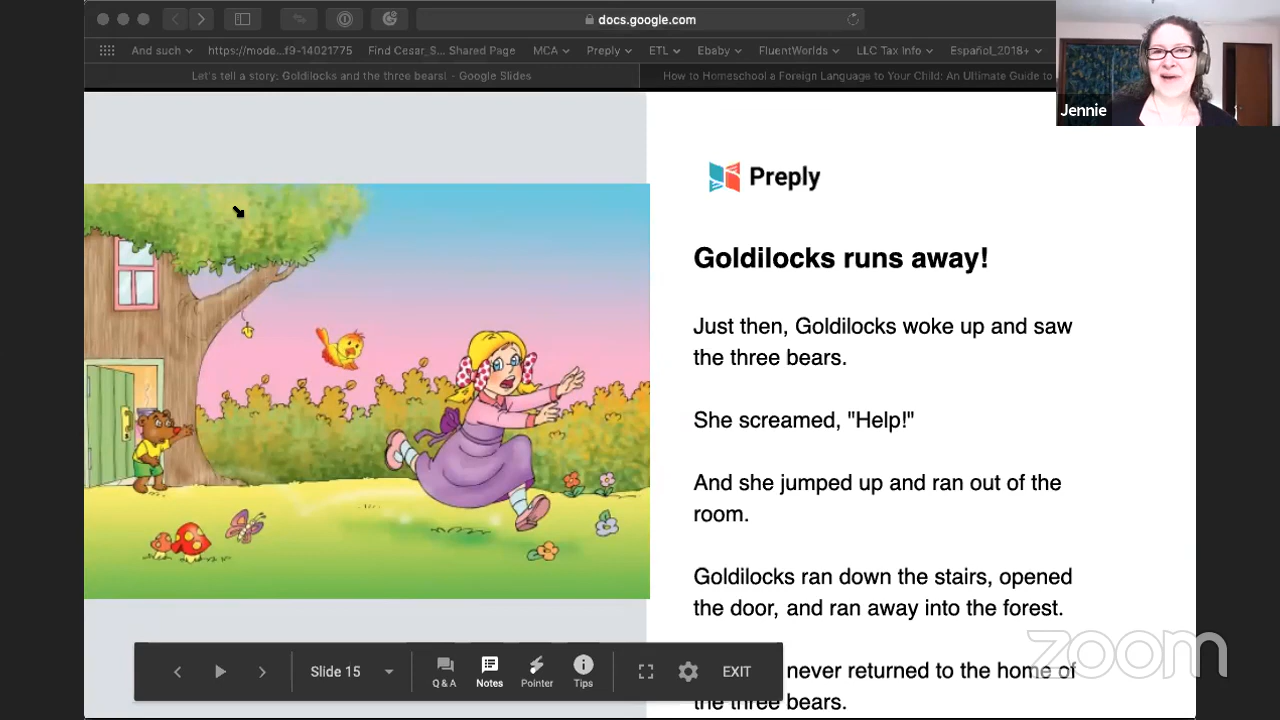 docs.google.com
And such
https://mode...f9-14021775
Find Cesar_S... Shared Page
MCA
Preply
ETL
Ebaby
FluentWorlds
LLC Tax Info
Español_2018+
Let's tell a story: Goldilocks and the three bears! - Google Slides
How to Homeschool a Foreign Language to Your Child: An Ultimate Guide to
Jennie
Preply
Goldilocks runs away!
Just then, Goldilocks woke up and saw
the three bears.
She screamed, "Help!"
And she jumped up and ran out of the
room.
Goldilocks ran down the stairs, opened
the door, and ran away into the forest.
never returned to the home of
the three bears.
Slide 15
Q & A
Notes
Pointer
Tips
EXIT
zoom